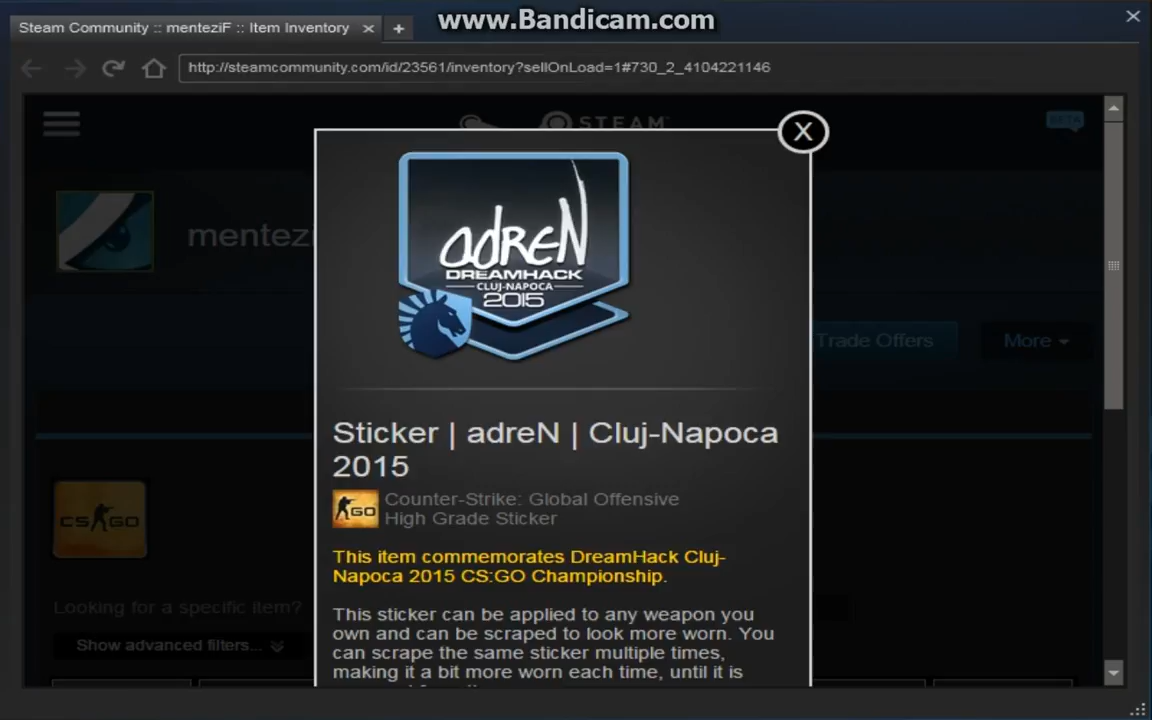 www.Bandicam.com
Steam Community :: menteziF :: Item Inventory
http://steamcommunity.com/id/23561/inventory?sellOnLoad=1#730_2_4104221146
STEAM
BETA
X
adreN
DREAMHACK
CLUJ-NAPOCA
2015
mentez
Trade Offers
More
Sticker | adreN | Cluj-Napoca
2015
GO
Counter-Strike: Global Offensive
High Grade Sticker
CS GO
This item commemorates DreamHack Cluj-
Napoca 2015 CS:GO Championship.
Looking for a specific item?
Show advanced filters...
This sticker can be applied to any weapon you
own and can be scraped to look more worn. You
can scrape the same sticker multiple times,
making it a bit more worn each time, until it is